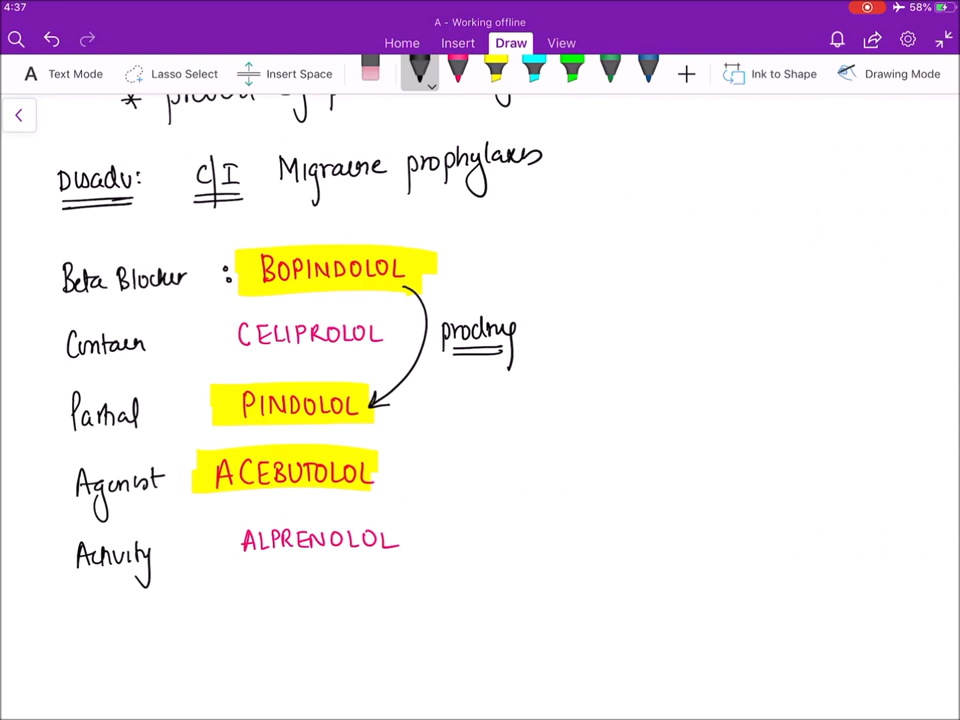 4:37
58%
A - Working offline
Home Insert Draw View
Text Mode Lasso Select Insert Space Ink to Shape Drawing Mode
Disadv: C/I Migraine prophylaxis
Beta Blocker : BOPINDOLOL
Contain CELIPROLOL
prodrug
Partial PINDOLOL
Agonist ACEBUTOLOL
Activity ALPRENOLOL